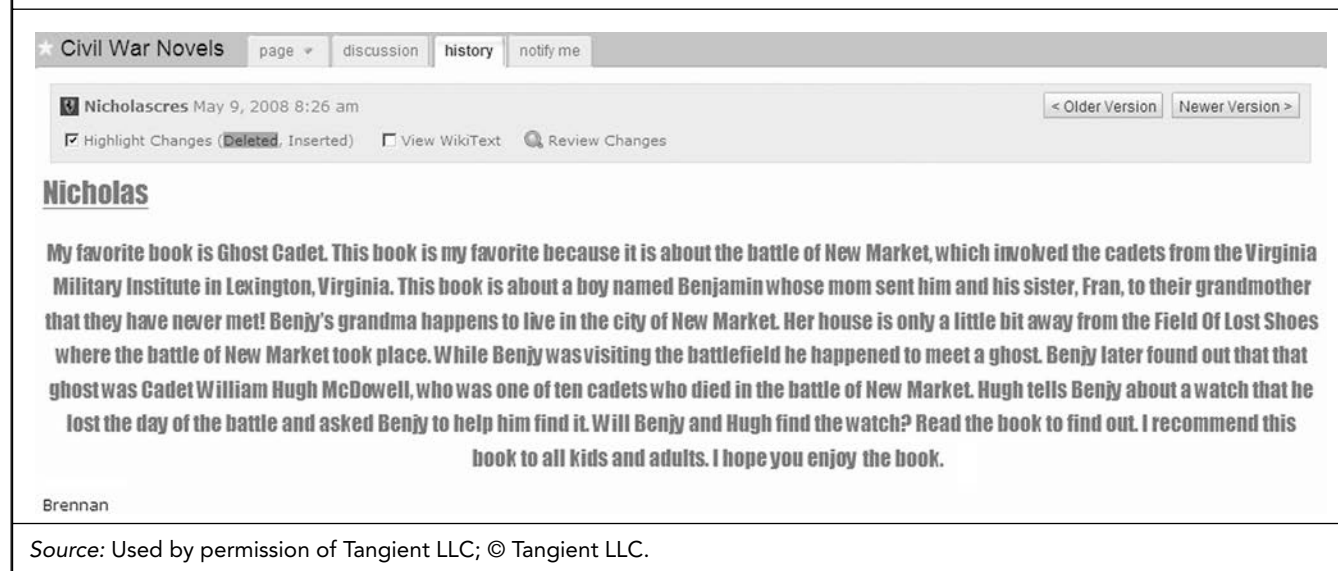 Civil War Novels page discussion history notify me
Nicholascres May 9, 2008 8:26 am < Older Version Newer Version >
Highlight Changes (Deleted, Inserted) View WikiText Review Changes
Nicholas
My favorite book is Ghost Cadet. This book is my favorite because it is about the battle of New Market, which involved the cadets from the Virginia
Military Institute in Lexington, Virginia. This book is about a boy named Benjamin whose mom sent him and his sister, Fran, to their grandmother
that they have never met! Benjy's grandma happens to live in the city of New Market. Her house is only a little bit away from the Field Of Lost Shoes
where the battle of New Market took place. While Benjy was visiting the battlefield he happened to meet a ghost. Benjy later found out that that
ghost was Cadet William Hugh McDowell, who was one of ten cadets who died in the battle of New Market. Hugh tells Benjy about a watch that he
lost the day of the battle and asked Benjy to help him find it. Will Benjy and Hugh find the watch? Read the book to find out. I recommend this
book to all kids and adults. I hope you enjoy the book.
Brennan
Source: Used by permission of Tangient LLC; © Tangient LLC.